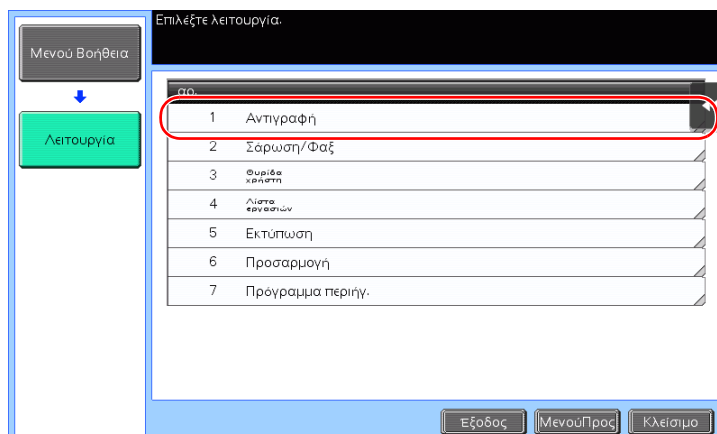 Επιλέξτε λειτουργία.
Μενού Βοήθεια
Λειτουργία
αρ.
1 Αντιγραφή
2 Σάρωση/Φαξ
3 Θυρίδα
χρήστη
4 Λίστα
εργασιών
5 Εκτύπωση
6 Προσαρμογή
7 Πρόγραμμα περιήγ.
Έξοδος ΜενούΠρος Κλείσιμο